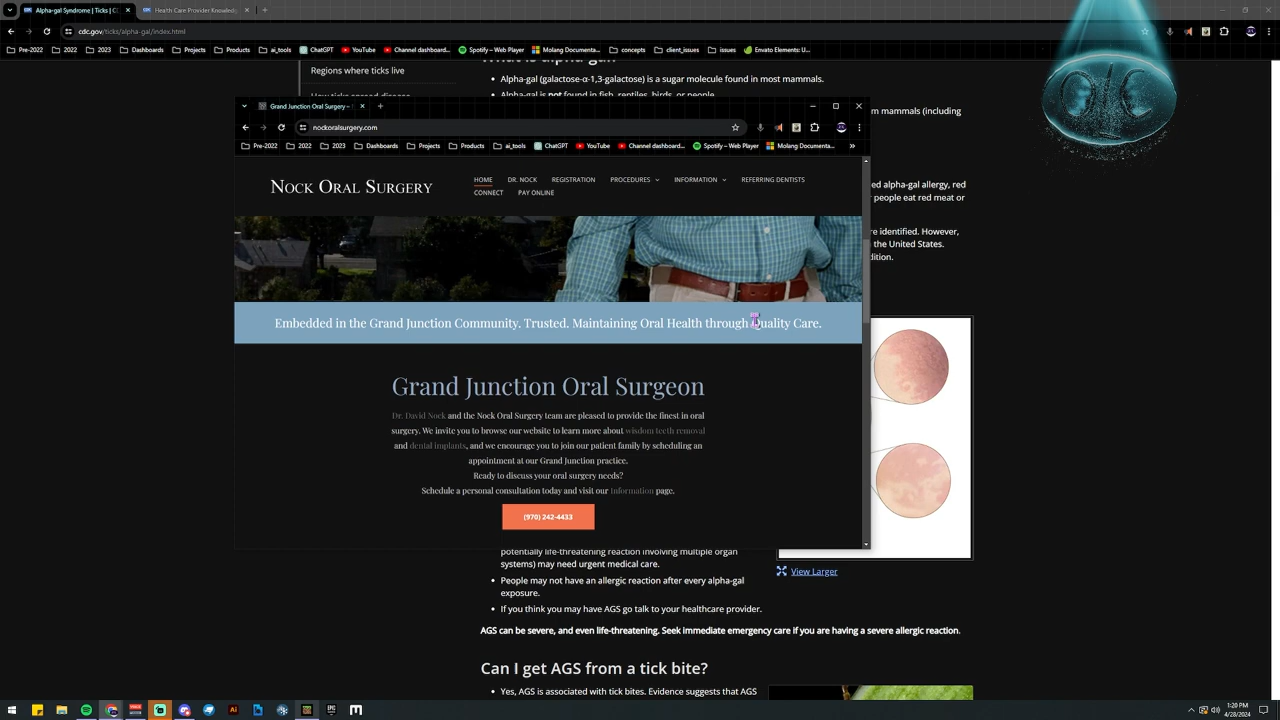 Alpha-gal Syndrome | Ticks | C
Health Care Provider Knowledg
cdc.gov/ticks/alpha-gal/index.html
Pre-2022
2022
2023
Dashboards
Projects
Products
ai_tools
ChatGPT
YouTube
Channel dashboard...
Spotify – Web Player
Molang Documenta...
concepts
client_issues
issues
Envato Elements: U...
Regions where ticks live
Alpha-gal (galactose-α-1,3-galactose) is a sugar molecule found in most mammals.
Alpha-gal is not found in fish, reptiles, birds, or people.
Grand Junction Oral Surgery –
nockoralsurgery.com
Pre-2022
2022
2023
Dashboards
Projects
Products
ai_tools
ChatGPT
YouTube
Channel dashboard...
Spotify – Web Player
Molang Documenta...
NOCK ORAL SURGERY
HOME
DR. NOCK
REGISTRATION
PROCEDURES
INFORMATION
REFERRING DENTISTS
CONNECT
PAY ONLINE
m mammals (including
ed alpha-gal allergy, red
r people eat red meat or
re identified. However,
the United States.
dition.
Embedded in the Grand Junction Community. Trusted. Maintaining Oral Health through Quality Care.
Grand Junction Oral Surgeon
Dr. David Nock and the Nock Oral Surgery team are pleased to provide the finest in oral
surgery. We invite you to browse our website to learn more about wisdom teeth removal
and dental implants, and we encourage you to join our patient family by scheduling an
appointment at our Grand Junction practice.
Ready to discuss your oral surgery needs?
Schedule a personal consultation today and visit our Information page.
(970) 242-4433
potentially life-threatening reaction involving multiple organ
systems) may need urgent medical care.
People may not have an allergic reaction after every alpha-gal
exposure.
If you think you may have AGS go talk to your healthcare provider.
View Larger
AGS can be severe, and even life-threatening. Seek immediate emergency care if you are having a severe allergic reaction.
Can I get AGS from a tick bite?
Yes, AGS is associated with tick bites. Evidence suggests that AGS
1:20 PM
4/28/2024